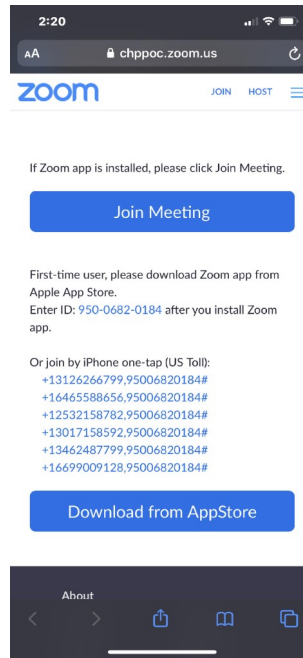 2:20
AA chppoc.zoom.us
zoom JOIN HOST
If Zoom app is installed, please click Join Meeting.
Join Meeting
First-time user, please download Zoom app from
Apple App Store.
Enter ID: 950-0682-0184 after you install Zoom
app.
Or join by iPhone one-tap (US Toll):
+13126266799,95006820184#
+16465588656,95006820184#
+12532158782,95006820184#
+13017158592,95006820184#
+13462487799,95006820184#
+16699009128,95006820184#
Download from AppStore
About